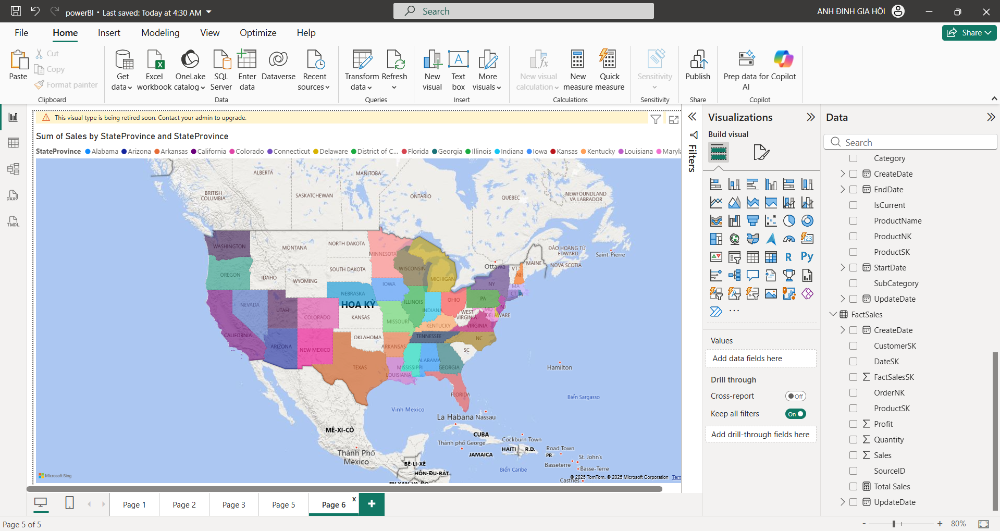 powerBI • Last saved: Today at 4:30 AM
Search
ANH ĐINH GIA HỘI
File Home Insert Modeling View Optimize Help
Share
Paste
Cut
Copy
Format painter
Clipboard
Get data
Excel workbook
OneLake catalog
SQL Server
Enter data
Dataverse
Recent sources
Data
Transform data
Refresh
Queries
New visual
Text box
More visuals
Insert
New visual calculation
New measure
Quick measure
Calculations
Sensitivity
Sensitivity
Publish
Share
Prep data for AI
Copilot
Copilot
This visual type is being retired soon. Contact your admin to upgrade.
Sum of Sales by StateProvince and StateProvince
StateProvince Alabama Arizona Arkansas California Colorado Connecticut Delaware District of C... Florida Georgia Illinois Indiana Iowa Kansas Kentucky Louisiana Maryla
ALBERTA
MANITOBA
BRITISH COLUMBIA
SASKATCHEWAN
ONTARIO
QUÉBEC
NEWFOUNDLAND VÀ LABRADOR
WASHINGTON
MONTANA
NORTH DAKOTA
MINNESOTA
ĐẢO HOÀNG TỬ EDWARD
Saint-Pierre
NOVA SCOTIA
MAINE
Ottawa
VT
NH
OREGON
IDAHO
WYOMING
SOUTH DAKOTA
WISCONSIN
MICHIGAN
NY
MA
CT
RI
IOWA
NEBRASKA
HOA KỲ
NEVADA
UTAH
COLORADO
KANSAS
MISSOURI
ILLINOIS
INDIANA
OHIO
PA
NJ
MD
DELAWARE
WEST VIRGINIA
VIRGINIA
KENTUCKY
CALIFORNIA
ARIZONA
NEW MEXICO
OKLAHOMA
ARKANSAS
TENNESSEE
NC
SC
TEXAS
LOUISIANA
MISSISSIPPI
ALABAMA
GEORGIA
FLORIDA
Hamilton
Biển Sargasso
Vịnh Mexico
La Habana
Nassau
MÊ-XI-CÔ
Thành Phố Mexico
CUBA
Cockburn Town
Thành phố George
JAMAICA
HAITI
R.D.
Road Town
PR
St. John's
Basseterre
Basse-Terre
BÊ-LI-XÊ
HÔN-ĐU-RÁT
EN XAN-VA-ĐO
Biển Caribe
Castries
Microsoft Bing
© 2025 TomTom, © 2025 Microsoft Corporation Term
Filters
Visualizations
Build visual
123
R
Py
Values
Add data fields here
Drill through
Cross-report
Off
Keep all filters
On
Add drill-through fields here
Data
Search
Category
CreateDate
EndDate
IsCurrent
ProductName
ProductNK
ProductSK
StartDate
SubCategory
UpdateDate
FactSales
CreateDate
CustomerSK
DateSK
FactSalesSK
OrderNK
ProductSK
Profit
Quantity
Sales
SourceID
Total Sales
UpdateDate
DAX
TMDL
Page 1
Page 2
Page 3
Page 5
Page 6
x
+
Page 5 of 5
- + 80%